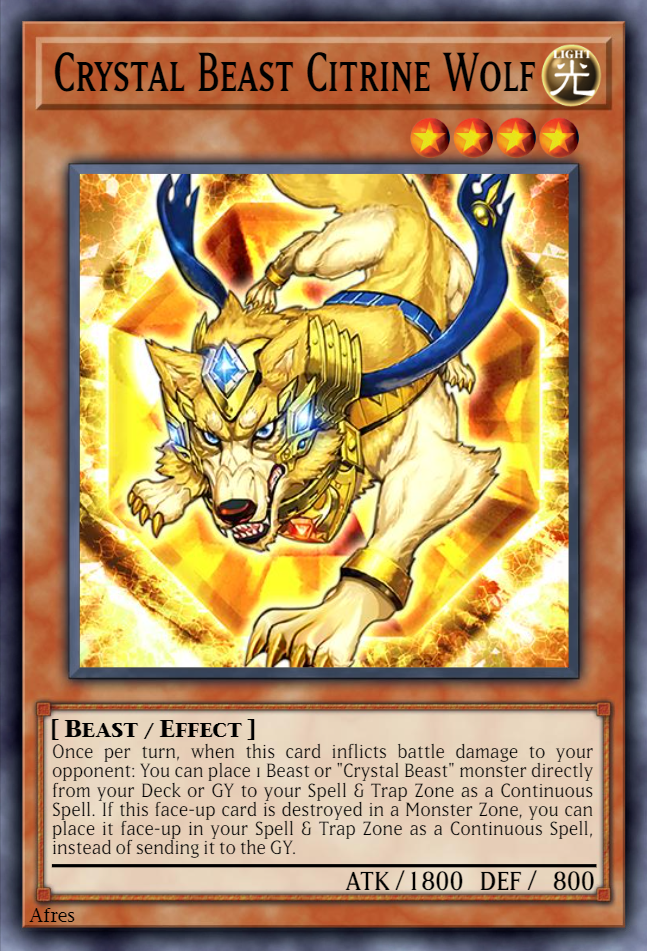 Crystal Beast Citrine Wolf
LIGHT
光
[ Beast / Effect ]
Once per turn, when this card inflicts battle damage to your
opponent: You can place 1 Beast or "Crystal Beast" monster directly
from your Deck or GY to your Spell & Trap Zone as a Continuous
Spell. If this face-up card is destroyed in a Monster Zone, you can
place it face-up in your Spell & Trap Zone as a Continuous Spell,
instead of sending it to the GY.
ATK / 1800 DEF / 800
Afres